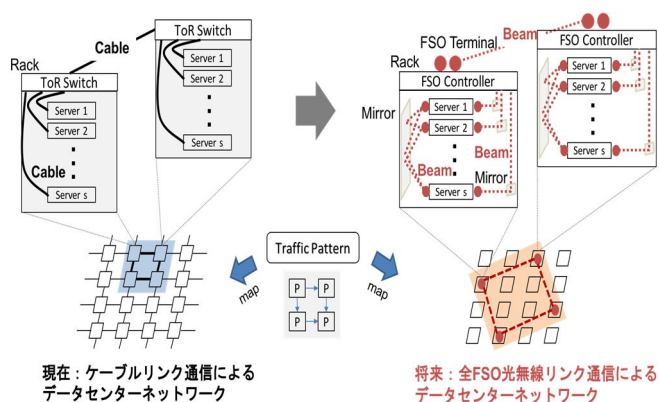 ToR Switch
Cable
Server 1
Server 2
Server s
Rack
ToR Switch
Server 1
Server 2
Cable
Server s
Beam
FSO Terminal
FSO Controller
Server 1
Server 2
Server s
Rack
FSO Controller
Mirror
Server 1
Server 2
Beam
Beam
Server s
Mirror
Traffic Pattern
map
map
P P
P P
現在：ケーブルリンク通信による
データセンターネットワーク
将来：全FSO光無線リンク通信による
データセンターネットワーク